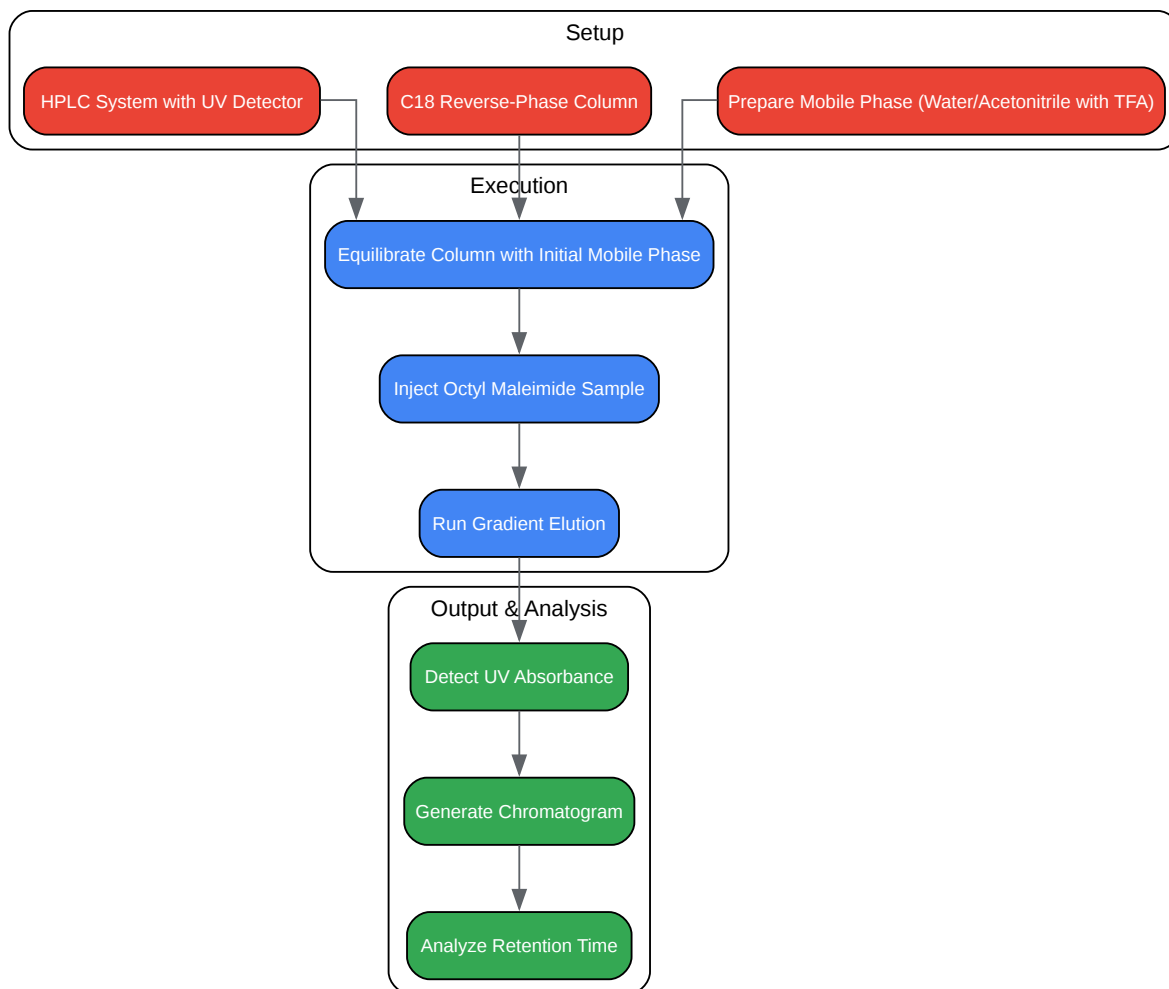 Setup
HPLC System with UV Detector
C18 Reverse-Phase Column
Prepare Mobile Phase (Water/Acetonitrile with TFA)
Execution
Equilibrate Column with Initial Mobile Phase
Inject Octyl Maleimide Sample
Run Gradient Elution
Output & Analysis
Detect UV Absorbance
Generate Chromatogram
Analyze Retention Time